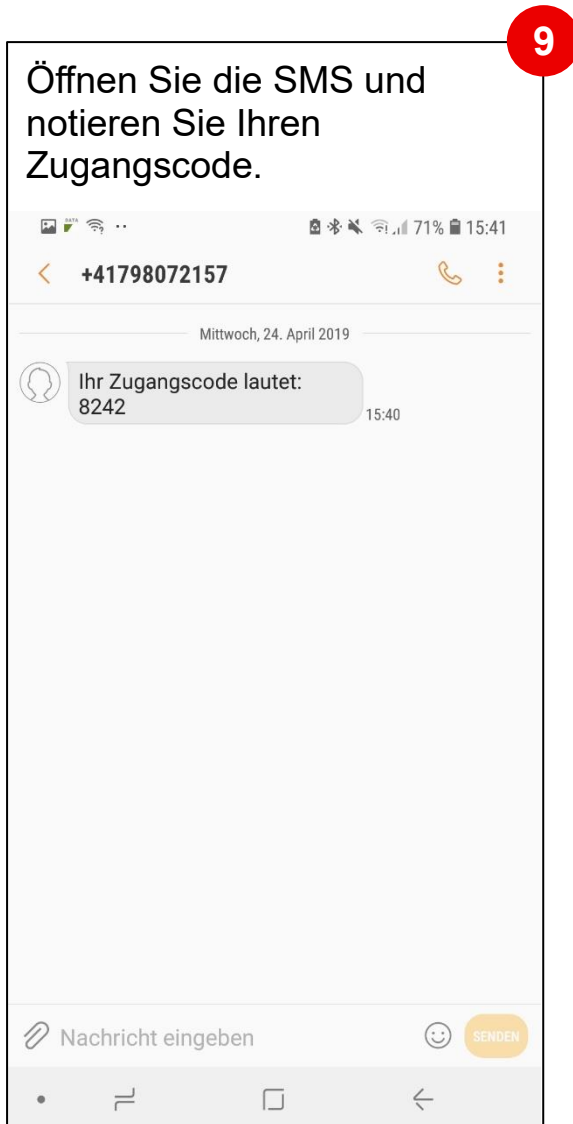 9
Öffnen Sie die SMS und
notieren Sie Ihren
Zugangscode.
DATA
71% 15:41
+41798072157
Mittwoch, 24. April 2019
Ihr Zugangscode lautet:
8242
15:40
Nachricht eingeben
SENDEN